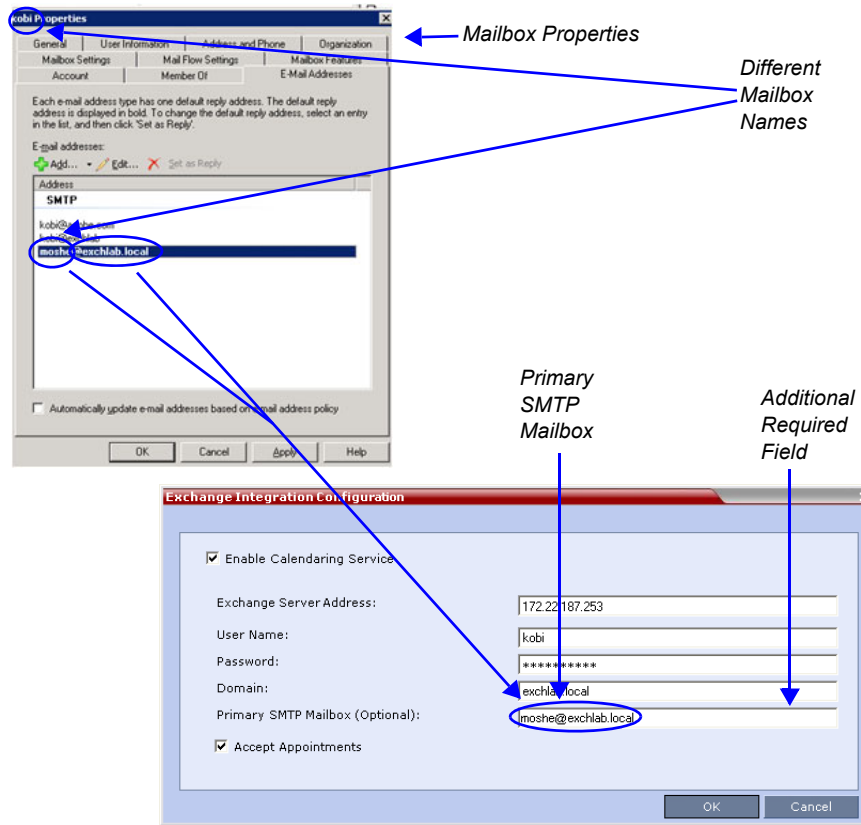 kobi Properties
Mailbox Properties
General User Information Address and Phone Organization
Mailbox Settings Mail Flow Settings Mailbox Features
Account Member Of E-Mail Addresses
Different
Mailbox
Names
Each e-mail address type has one default reply address. The default reply
address is displayed in bold. To change the default reply address, select an entry
in the list, and then click 'Set as Reply'.
E-mail addresses:
Add... Edit... Set as Reply
Address
SMTP
kobi@exchlab
moshe@exchlab.local
Automatically update e-mail addresses based on e-mail address policy
OK Cancel Apply Help
Primary
SMTP
Mailbox
Additional
Required
Field
Exchange Integration Configuration
Enable Calendaring Service
Exchange Server Address: 172.22.187.253
User Name: kobi
Password: **********
Domain: exchlab.local
Primary SMTP Mailbox (Optional): moshe@exchlab.local
Accept Appointments
OK Cancel